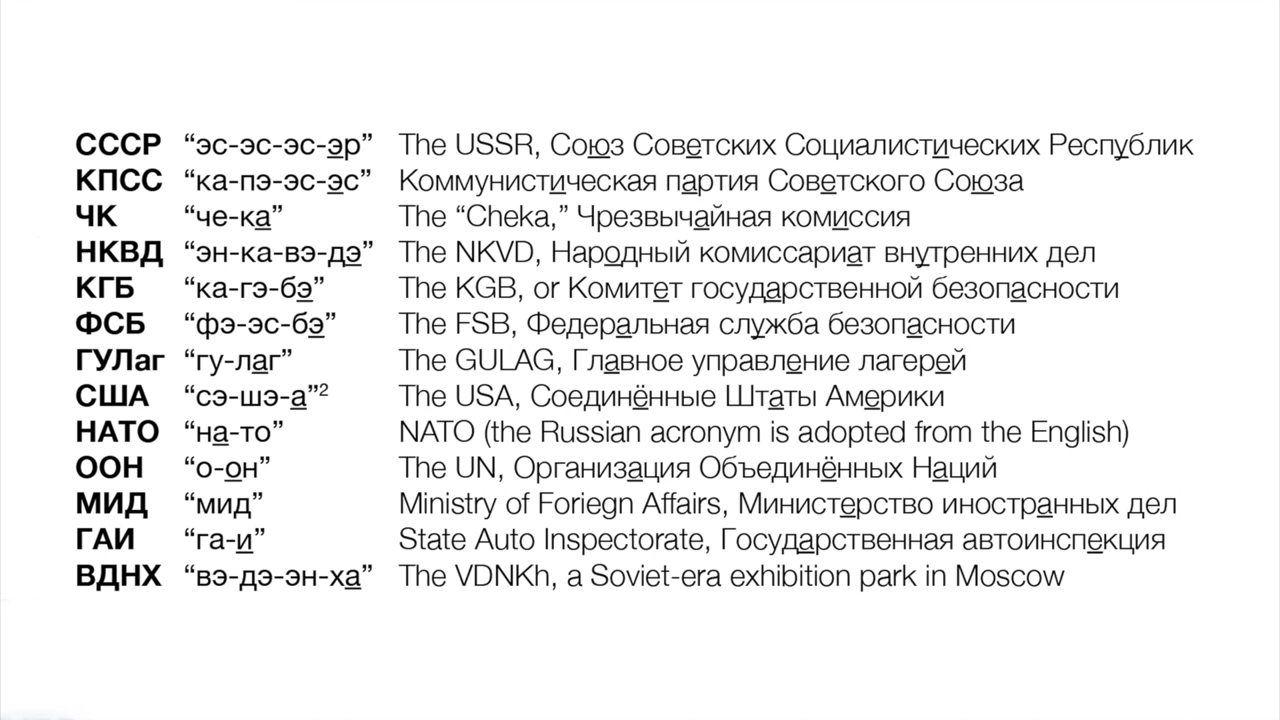 СССР “эс-эс-эс-эр” The USSR, Союз Советских Социалистических Республик
КПСС “ка-пэ-эс-эс” Коммунистическая партия Советского Союза
ЧК “че-ка” The “Cheka,” Чрезвычайная комиссия
НКВД “эн-ка-вэ-дэ” The NKVD, Народный комиссариат внутренних дел
КГБ “ка-гэ-бэ” The KGB, or Комитет государственной безопасности
ФСБ “фэ-эс-бэ” The FSB, Федеральная служба безопасности
ГУЛаг “гу-лаг” The GULAG, Главное управление лагерей
США “сэ-шэ-а”² The USA, Соединённые Штаты Америки
НАТО “на-то” NATO (the Russian acronym is adopted from the English)
ООН “о-он” The UN, Организация Объединённых Наций
МИД “мид” Ministry of Foriegn Affairs, Министерство иностранных дел
ГАИ “га-и” State Auto Inspectorate, Государственная автоинспекция
ВДНХ “вэ-дэ-эн-ха” The VDNKh, a Soviet-era exhibition park in Moscow